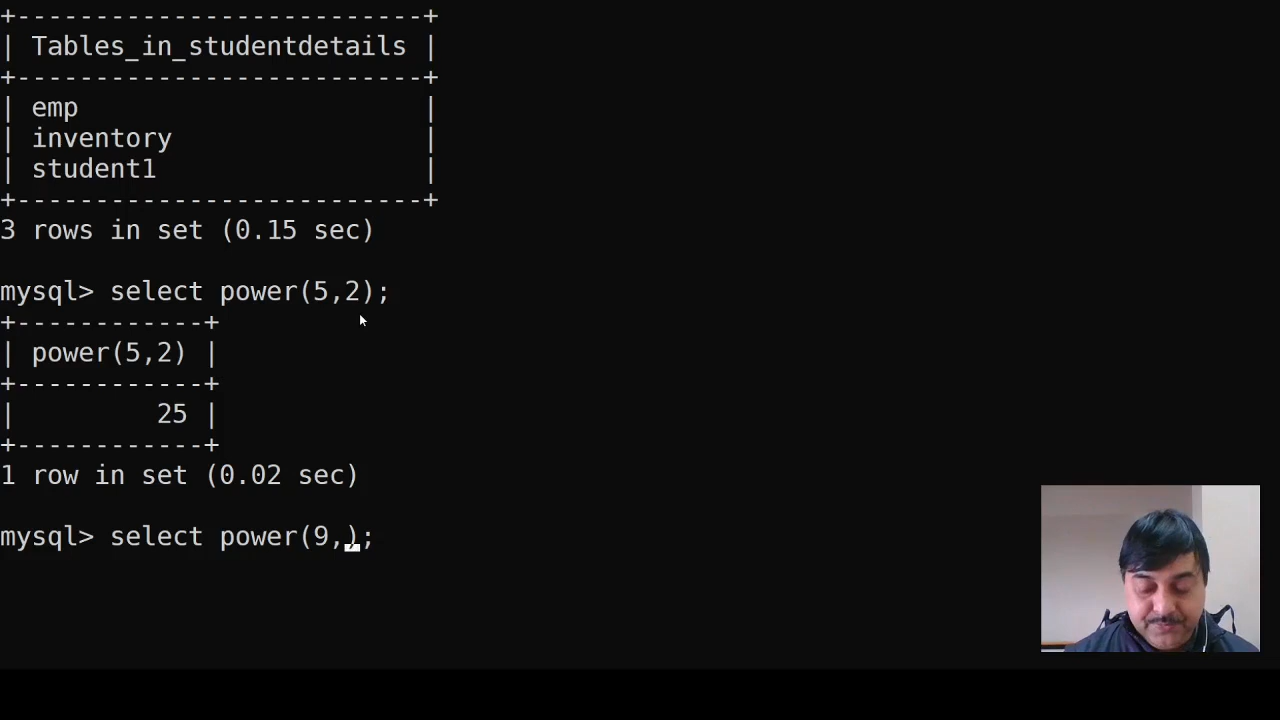 +--------------------------+
| Tables_in_studentdetails |
+--------------------------+
| emp                      |
| inventory                |
| student1                 |
+--------------------------+
3 rows in set (0.15 sec)
mysql> select power(5,2);
+------------+
| power(5,2) |
+------------+
|         25 |
+------------+
1 row in set (0.02 sec)
mysql> select power(9,);